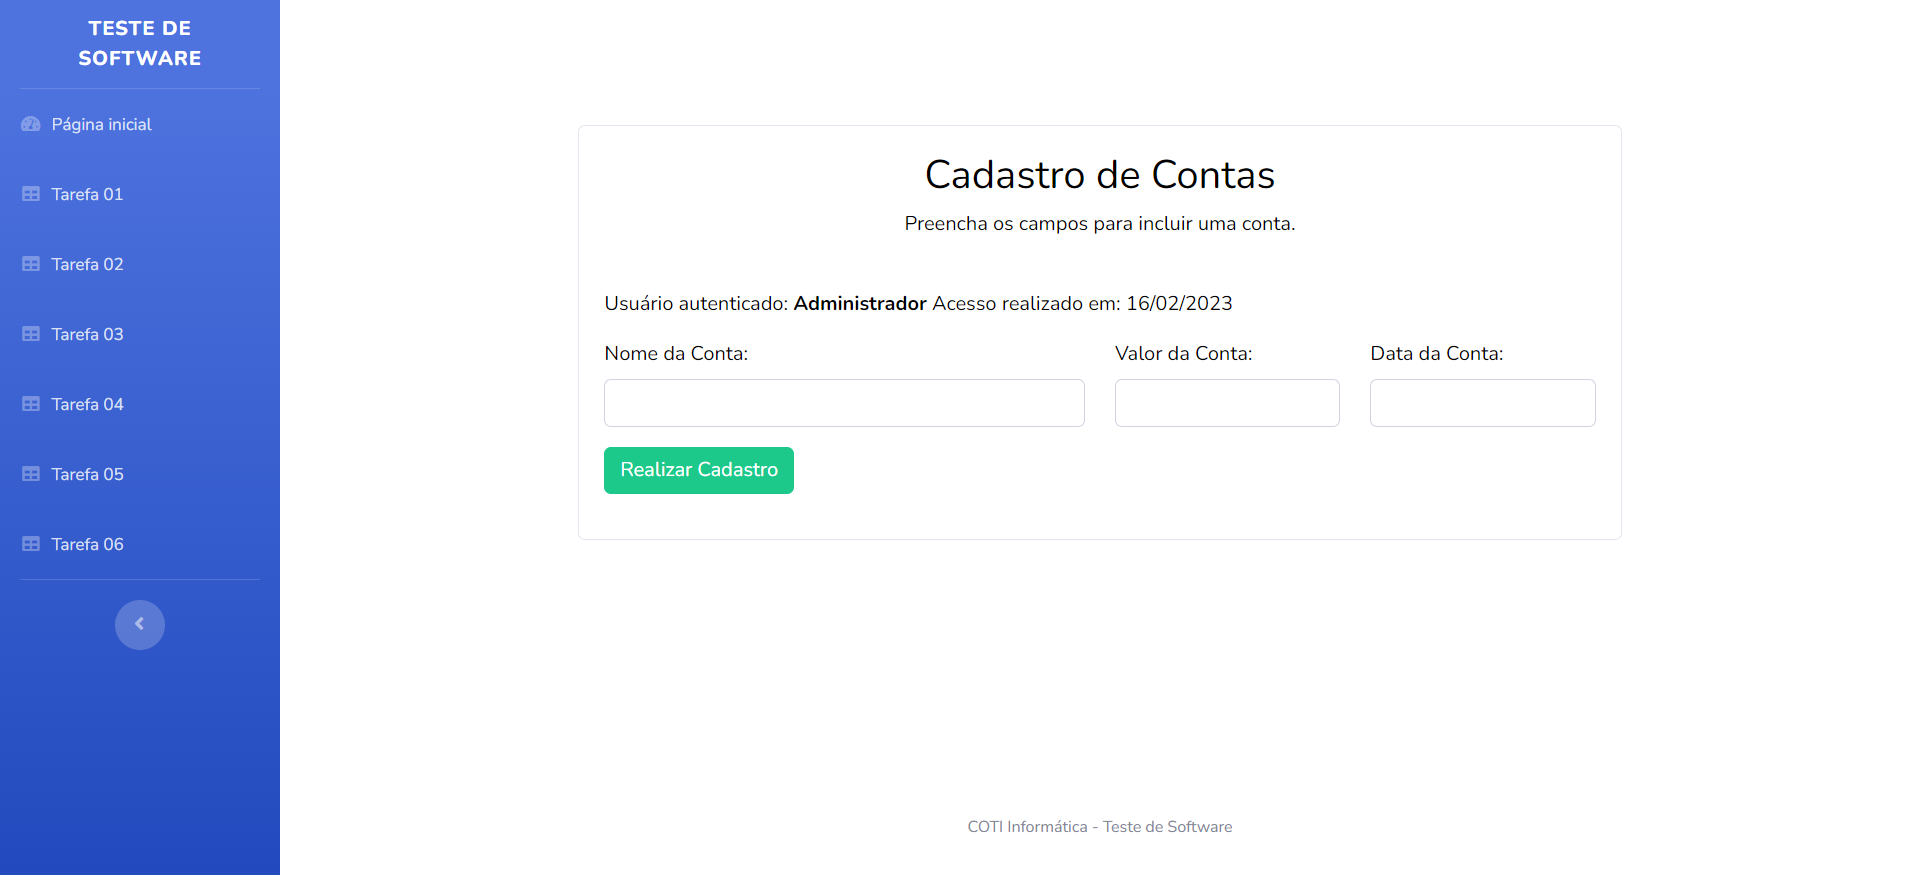 TESTE DE
SOFTWARE
Página inicial
Tarefa 01
Tarefa 02
Tarefa 03
Tarefa 04
Tarefa 05
Tarefa 06
Cadastro de Contas
Preencha os campos para incluir uma conta.
Usuário autenticado: Administrador Acesso realizado em: 16/02/2023
Nome da Conta: Valor da Conta: Data da Conta:
Realizar Cadastro
COTI Informática - Teste de Software